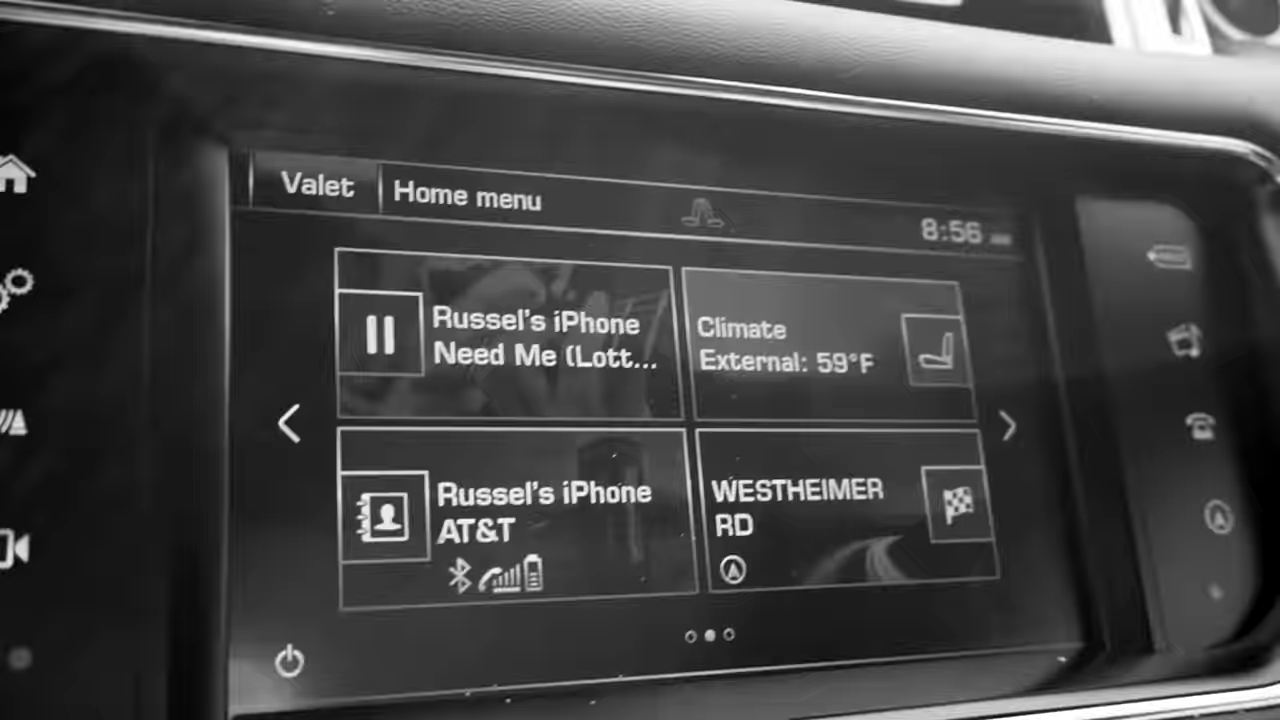 Valet
Home menu
8:56
Russel's iPhone
Need Me (Lott...
Climate
External: 59°F
Russel's iPhone
AT&T
WESTHEIMER
RD